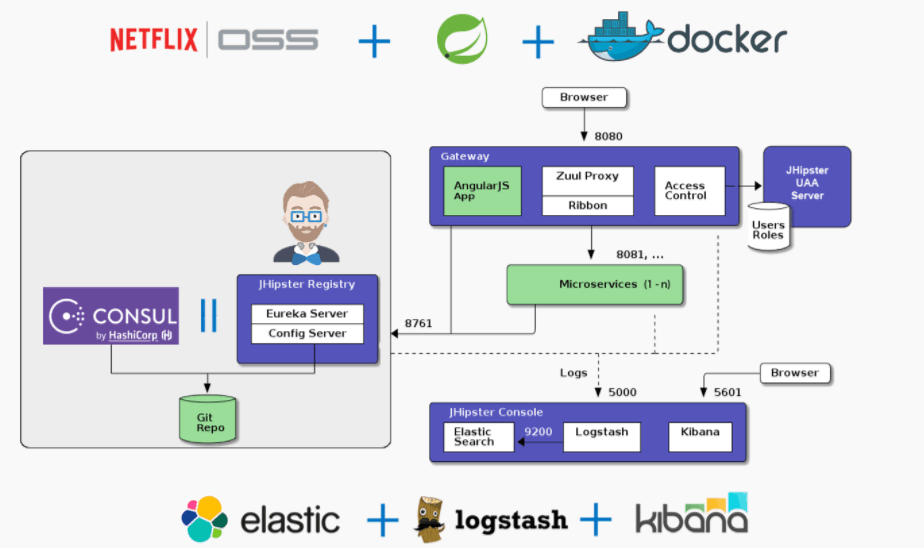 NETFLIX OSS + + docker
Browser
8080
Gateway
AngularJS
App
Zuul Proxy
Ribbon
Access
Control
JHipster
UAA
Server
Users
Roles
8081, ...
Microservices (1 - n)
JHipster Registry
Eureka Server
Config Server
CONSUL
by HashiCorp
||
8761
Git
Repo
Logs
5000
Browser
5601
JHipster Console
Elastic
Search
9200
Logstash
Kibana
elastic + logstash + kibana